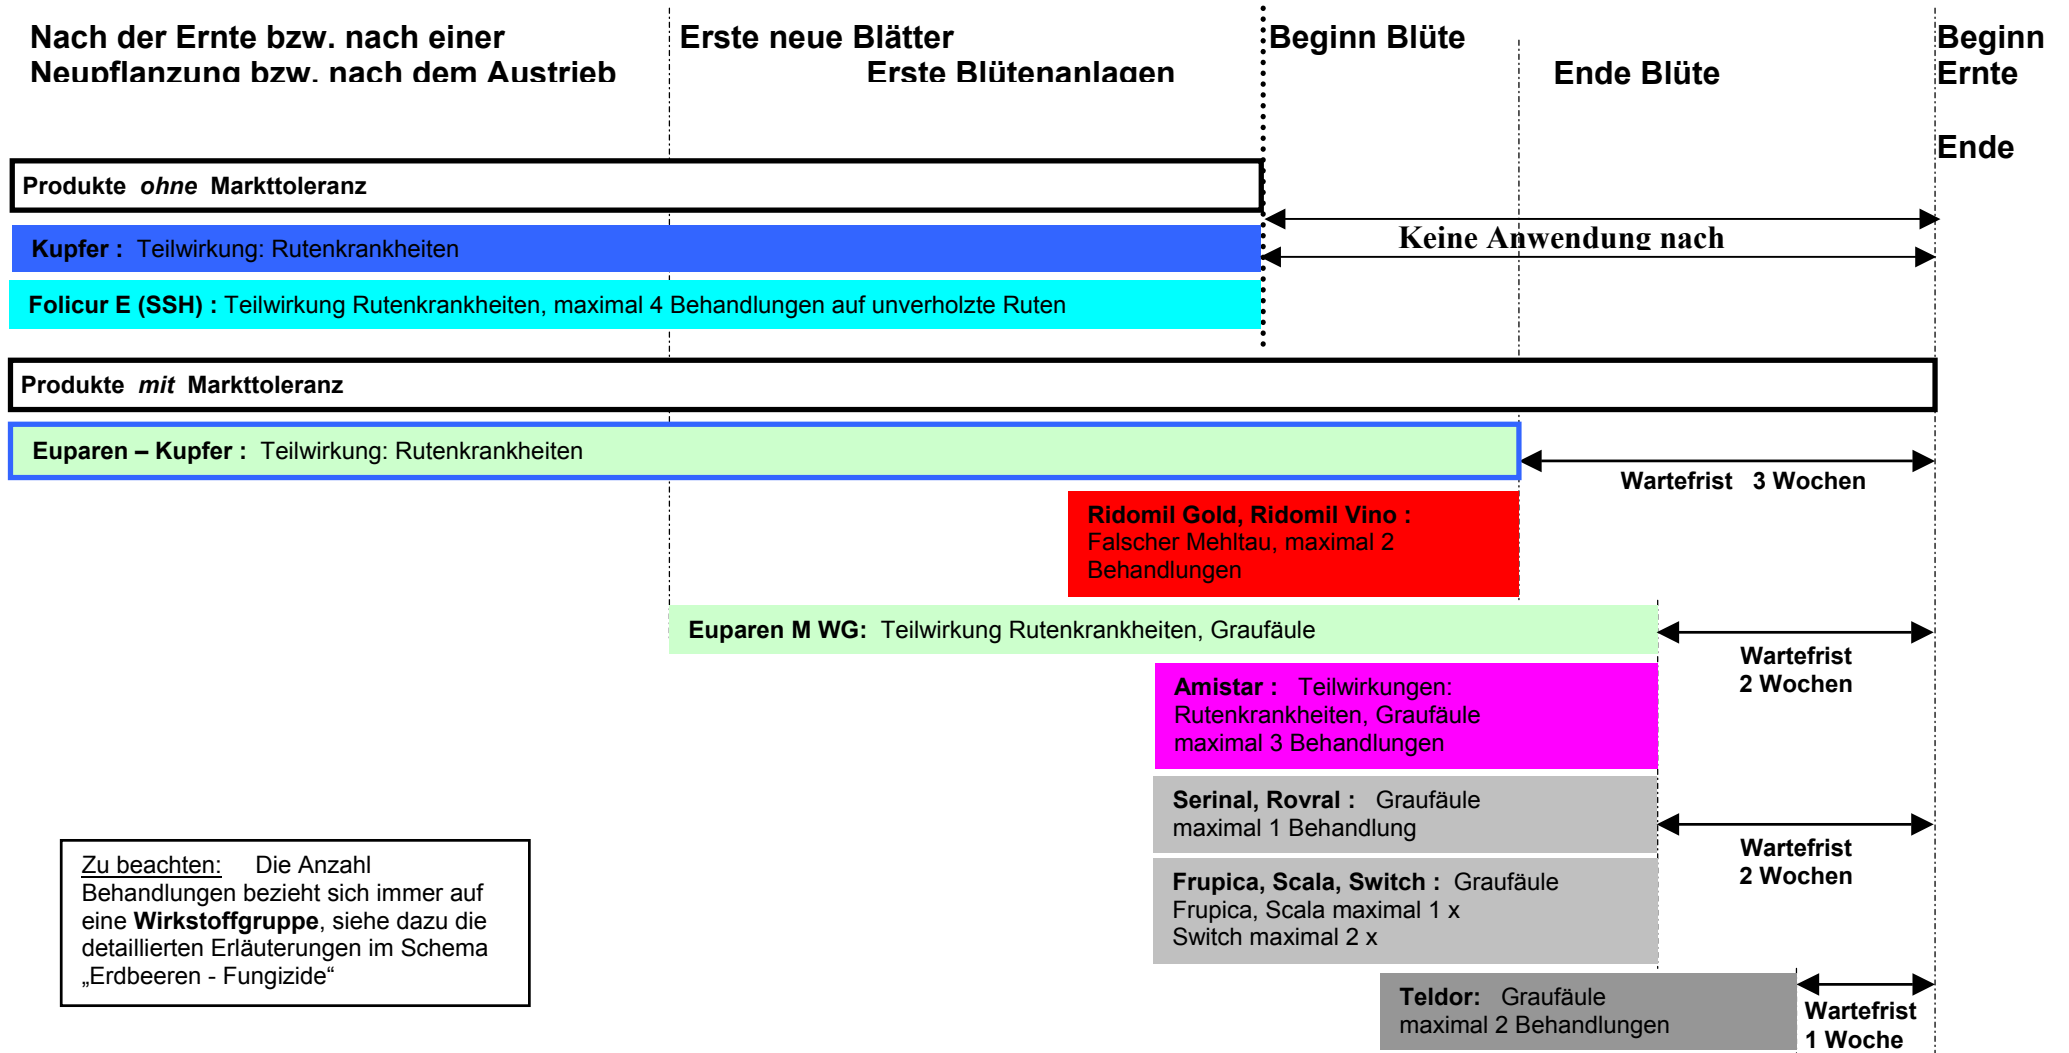 Nach der Ernte bzw. nach einer
Neupflanzung bzw. nach dem Austrieb
Erste neue Blätter
Erste Blütenanlagen
Beginn Blüte
Ende Blüte
Beginn
Ernte
Ende
Produkte ohne Markttoleranz
Keine Anwendung nach
Kupfer : Teilwirkung: Rutenkrankheiten
Folicur E (SSH) : Teilwirkung Rutenkrankheiten, maximal 4 Behandlungen auf unverholzte Ruten
Produkte mit Markttoleranz
Euparen – Kupfer : Teilwirkung: Rutenkrankheiten
Wartefrist 3 Wochen
Ridomil Gold, Ridomil Vino :
Falscher Mehltau, maximal 2
Behandlungen
Euparen M WG: Teilwirkung Rutenkrankheiten, Graufäule
Wartefrist
2 Wochen
Amistar : Teilwirkungen:
Rutenkrankheiten, Graufäule
maximal 3 Behandlungen
Serinal, Rovral : Graufäule
maximal 1 Behandlung
Wartefrist
2 Wochen
Frupica, Scala, Switch : Graufäule
Frupica, Scala maximal 1 x
Switch maximal 2 x
Teldor: Graufäule
maximal 2 Behandlungen
Wartefrist
1 Woche
Zu beachten: Die Anzahl
Behandlungen bezieht sich immer auf
eine Wirkstoffgruppe, siehe dazu die
detaillierten Erläuterungen im Schema
„Erdbeeren - Fungizide“